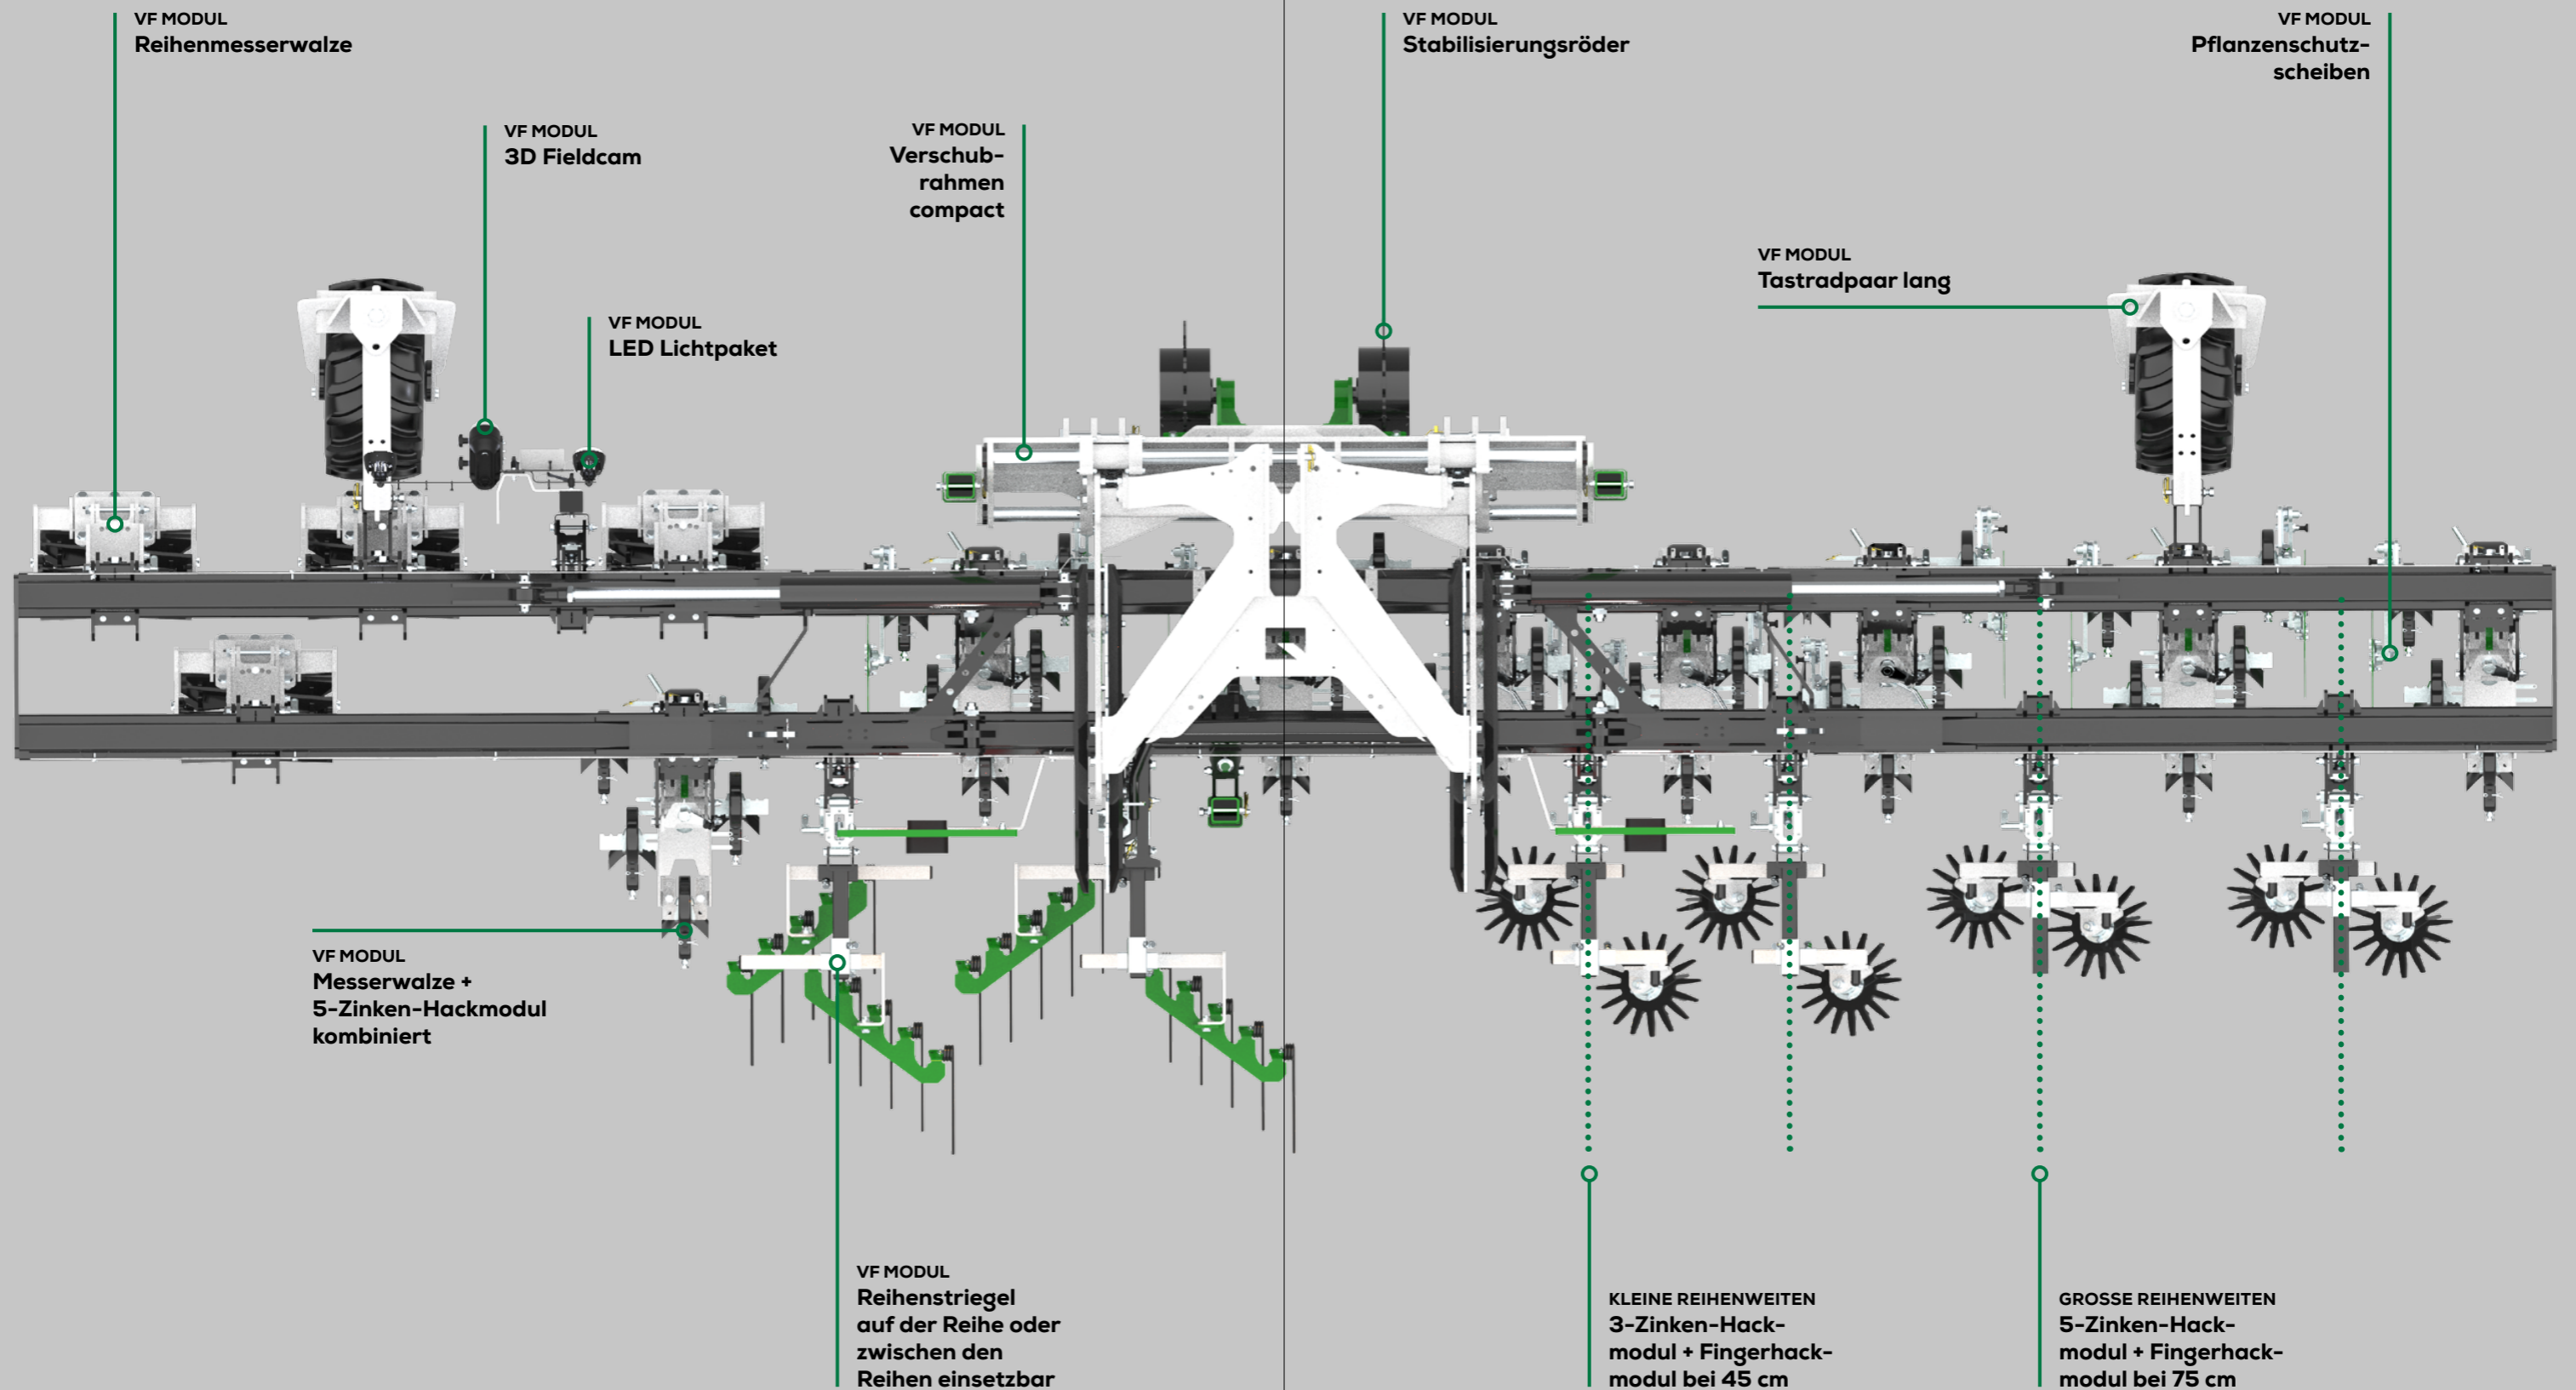 VF MODUL
Reihenmesserwalze
VF MODUL
Stabilisierungsröder
VF MODUL
Pflanzenschutz-
scheiben
VF MODUL
3D Fieldcam
VF MODUL
Verschub-
rahmen
compact
VF MODUL
Tastradpaar lang
VF MODUL
LED Lichtpaket
VF MODUL
Messerwalze +
5-Zinken-Hackmodul
kombiniert
VF MODUL
Reihenstriegel
auf der Reihe oder
zwischen den
Reihen einsetzbar
KLEINE REIHENWEITEN
3-Zinken-Hack-
modul + Fingerhack-
modul bei 45 cm
GROSSE REIHENWEITEN
5-Zinken-Hack-
modul + Fingerhack-
modul bei 75 cm